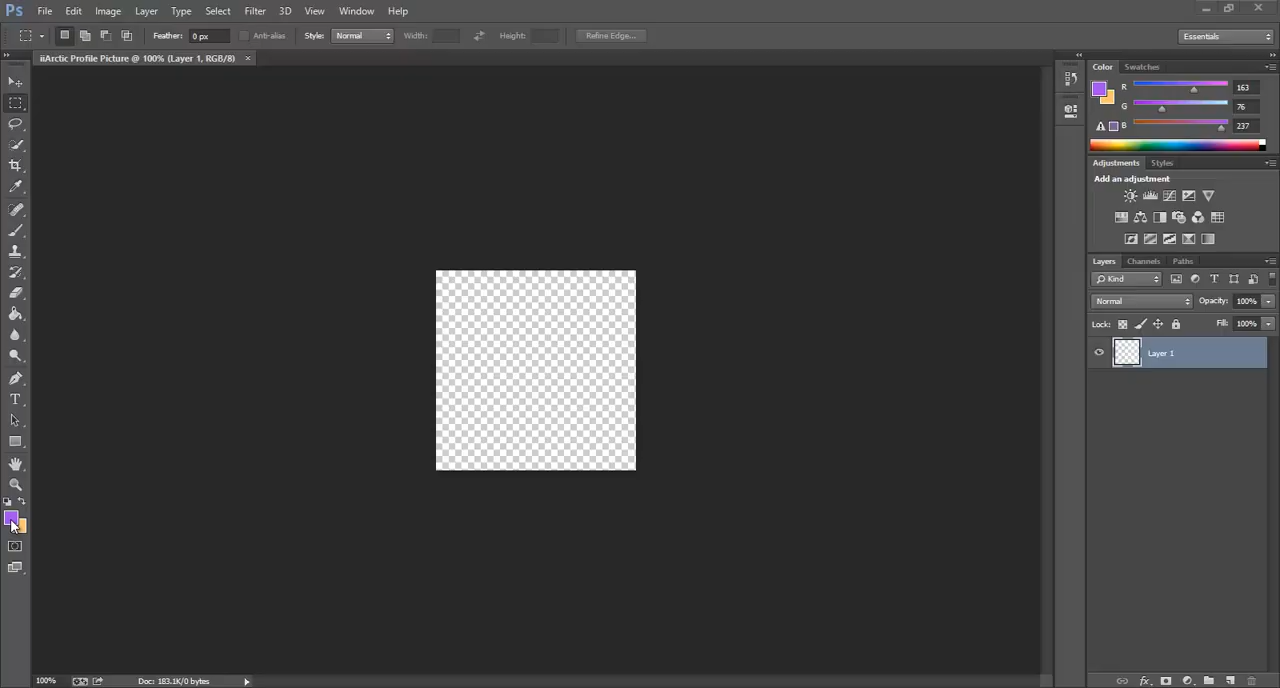 Ps File Edit Image Layer Type Select Filter 3D View Window Help
Feather: 0 px Anti-alias Style: Normal Width: Height: Refine Edge... Essentials
iiArctic Profile Picture @ 100% (Layer 1, RGB/8) ×
Color Swatches
R 163
G 76
B 237
Adjustments Styles
Add an adjustment
Layers Channels Paths
Kind
Normal Opacity: 100%
Lock: Fill: 100%
Layer 1
100% Doc: 183.1K/0 bytes